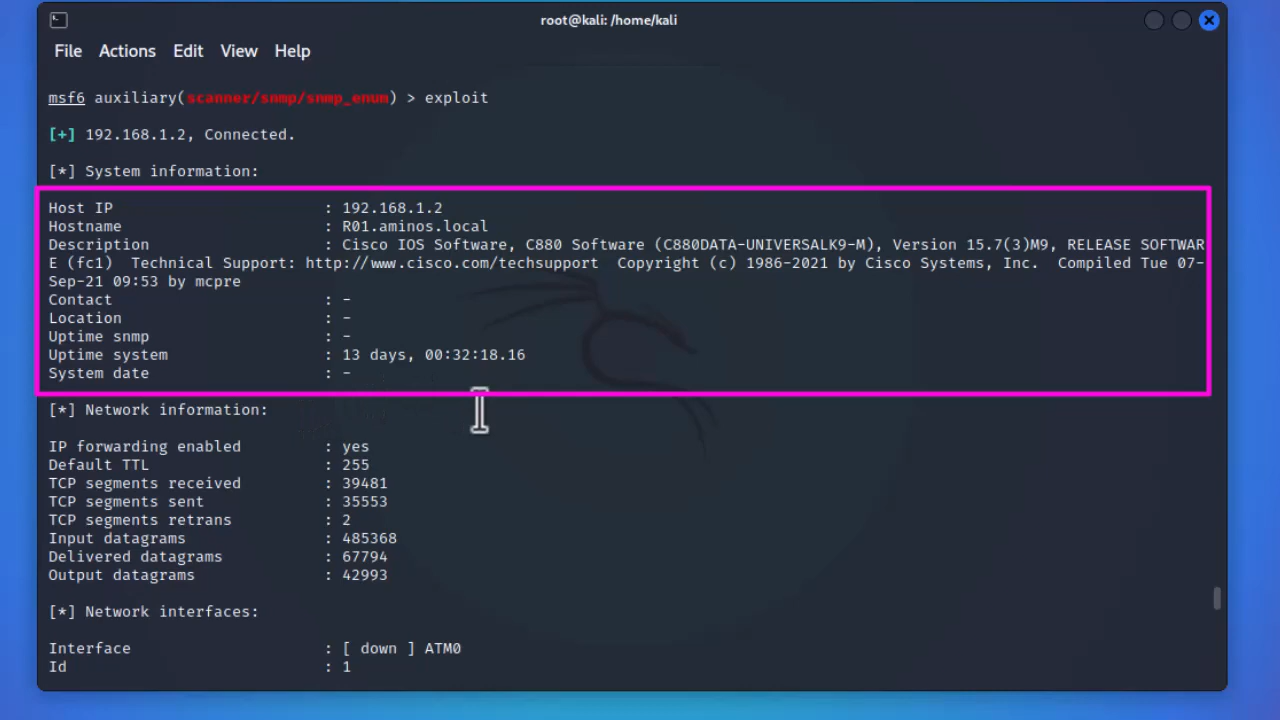 root@kali: /home/kali
File Actions Edit View Help
msf6 auxiliary(scanner/snmp/snmp_enum) > exploit
[+] 192.168.1.2, Connected.
[*] System information:
Host IP : 192.168.1.2
Hostname : R01.aminos.local
Description : Cisco IOS Software, C880 Software (C880DATA-UNIVERSALK9-M), Version 15.7(3)M9, RELEASE SOFTWAR
E (fc1) Technical Support: http://www.cisco.com/techsupport Copyright (c) 1986-2021 by Cisco Systems, Inc. Compiled Tue 07-
Sep-21 09:53 by mcpre
Contact : -
Location : -
Uptime snmp : -
Uptime system : 13 days, 00:32:18.16
System date : -
[*] Network information:
IP forwarding enabled : yes
Default TTL : 255
TCP segments received : 39481
TCP segments sent : 35553
TCP segments retrans : 2
Input datagrams : 485368
Delivered datagrams : 67794
Output datagrams : 42993
[*] Network interfaces:
Interface : [ down ] ATM0
Id : 1